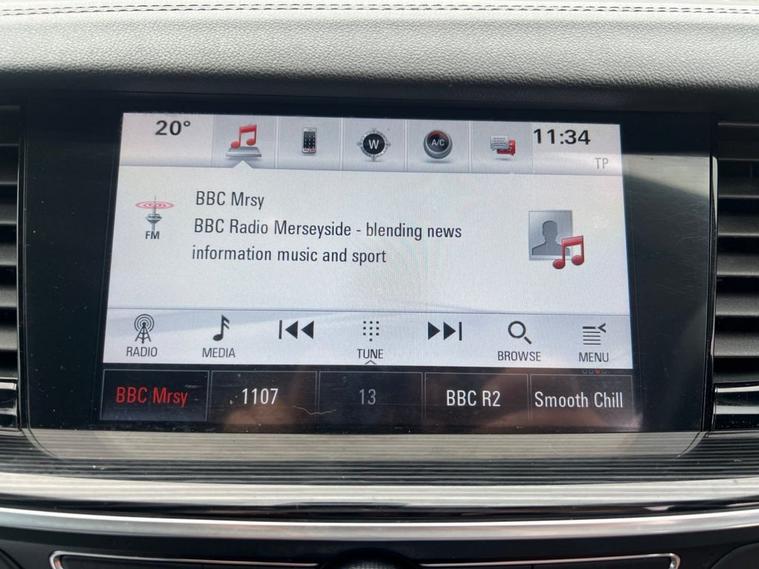 20°
W
A/C
11:34
TP
FM
BBC Mrsy
BBC Radio Merseyside - blending news
information music and sport
RADIO
MEDIA
TUNE
BROWSE
MENU
BBC Mrsy
1107
13
BBC R2
Smooth Chill